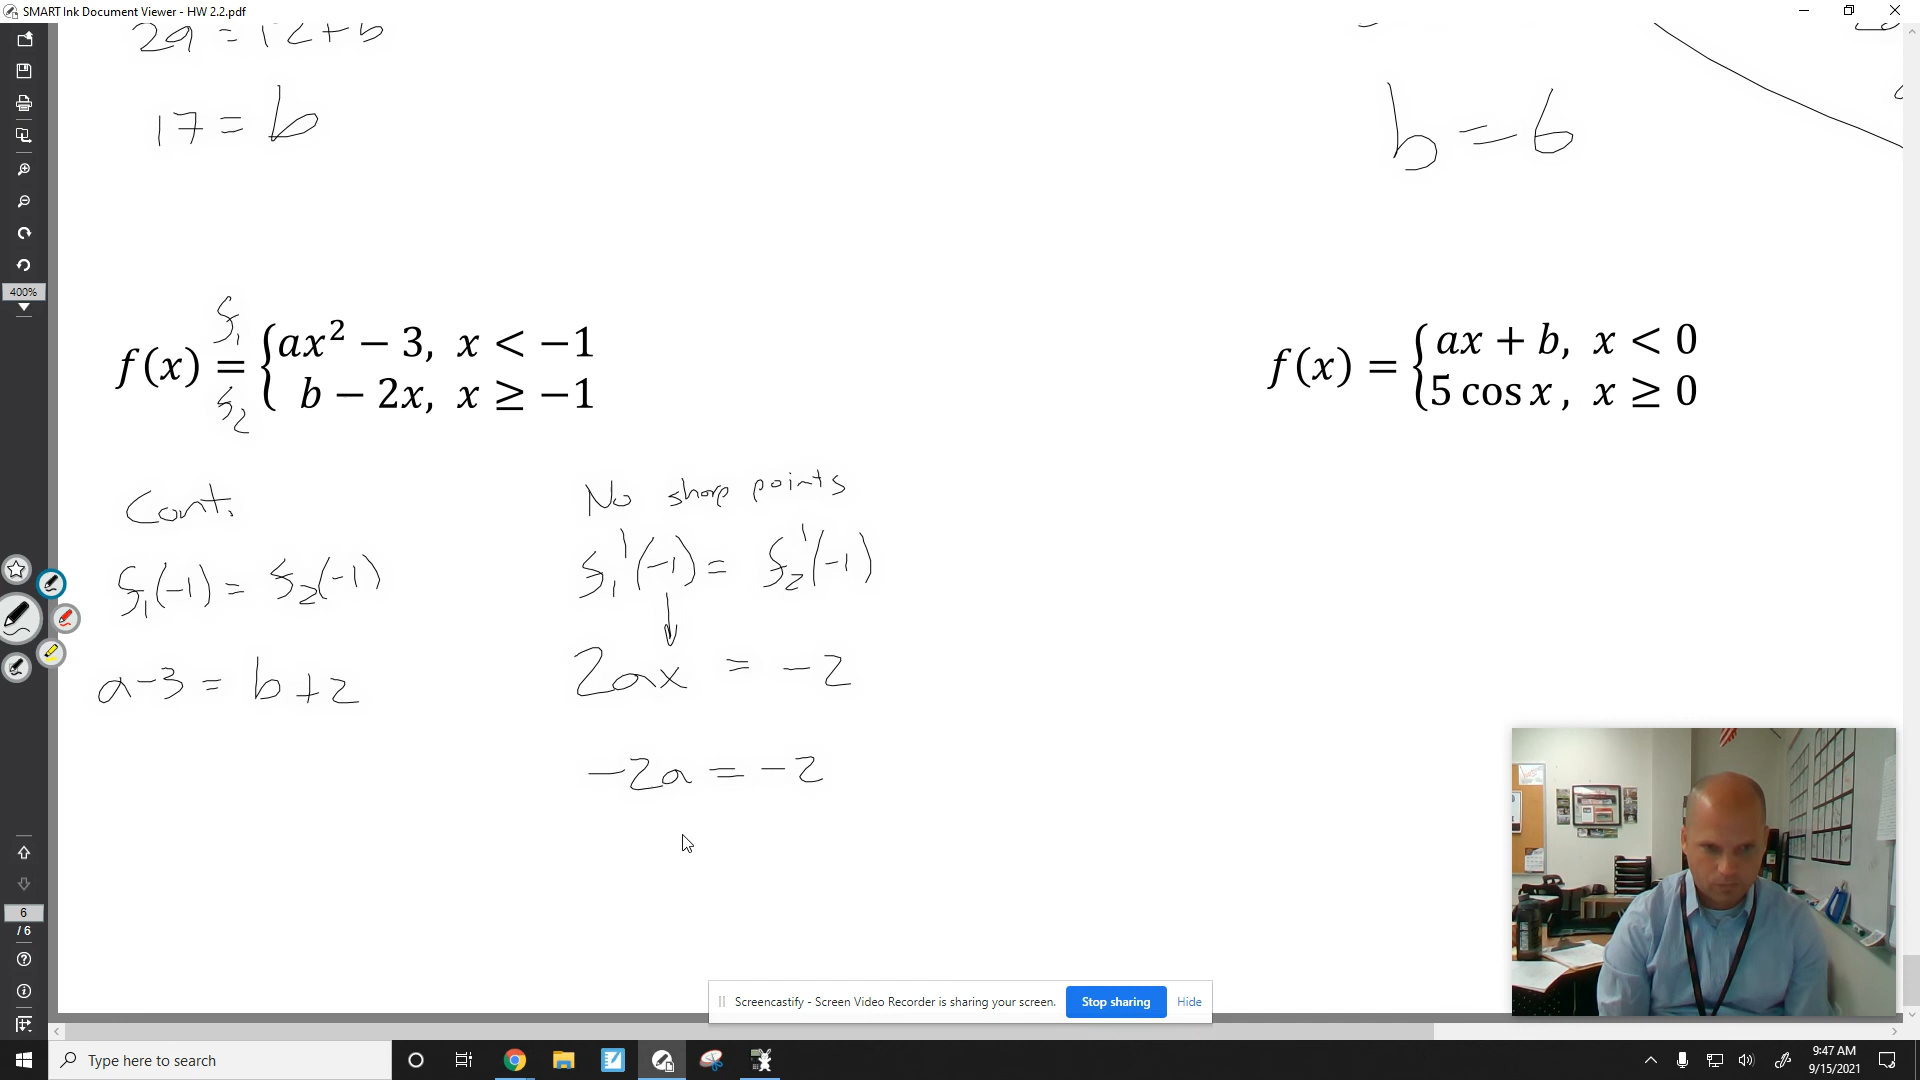 SMART Ink Document Viewer - HW 2.2.pdf
17 = b
b = 6
400%
f₁
f(x) = {ax² − 3, x < −1
b − 2x, x ≥ −1
f₂
f(x) = {ax + b, x < 0
5 cos x , x ≥ 0
Cont.
f₁(-1) = f₂(-1)
a-3 = b+2
No sharp points
f₁'(-1) = f₂'(-1)
2ax = -2
-2a = -2
6
/ 6
Screencastify - Screen Video Recorder is sharing your screen.
Stop sharing
Hide
Type here to search
9:47 AM
9/15/2021